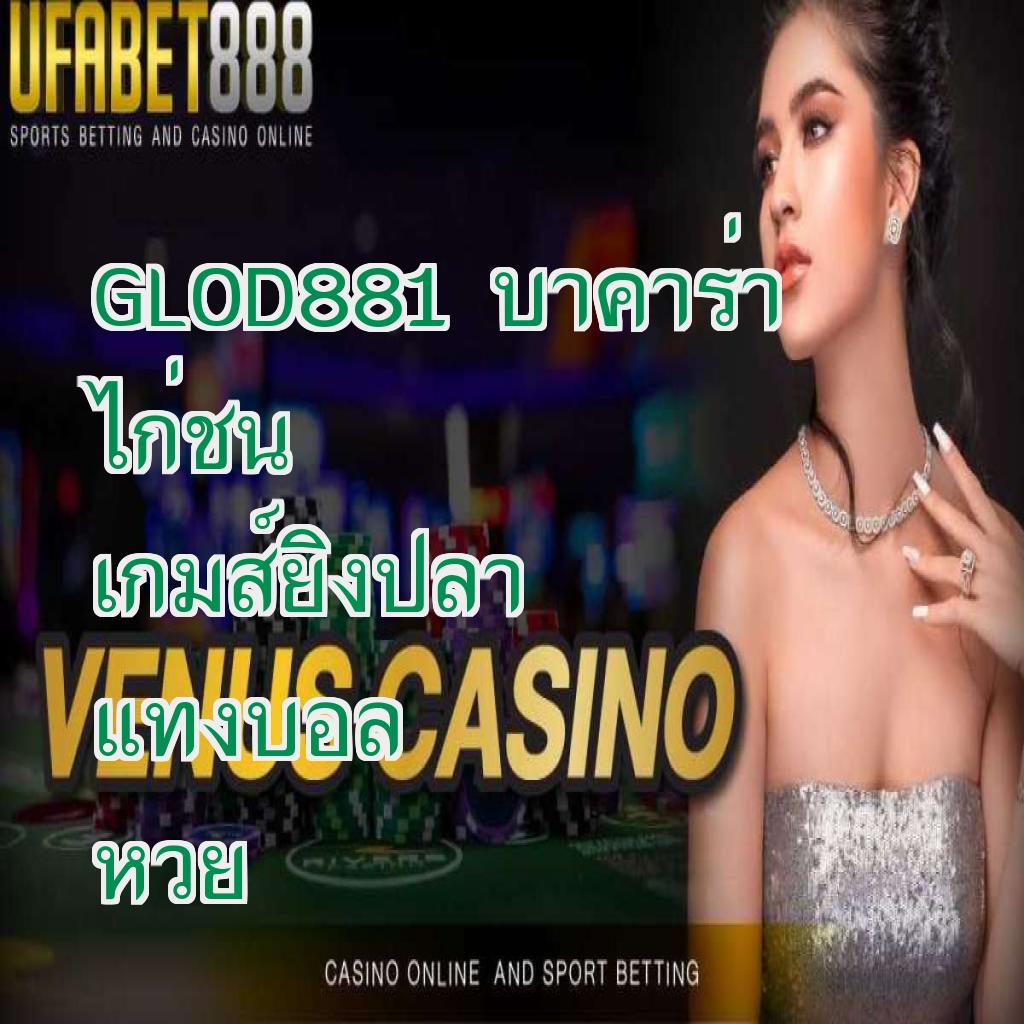 UFABET888
SPORTS BETTING AND CASINO ONLINE
GLOD881 บาคาร่า
ไก่ชน
เกมส์ยิงปลา
VENUS CASINO
แทงบอล
หวย
CASINO ONLINE AND SPORT BETTING